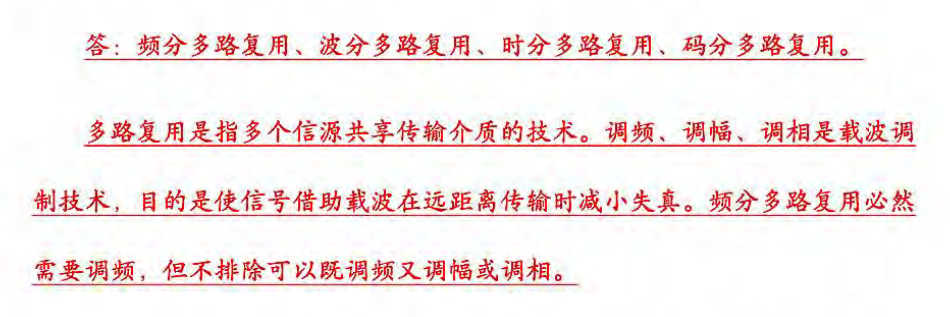 答：频分多路复用、波分多路复用、时分多路复用、码分多路复用。
多路复用是指多个信源共享传输介质的技术。调频、调幅、调相是载波调
制技术，目的是使信号借助载波在远距离传输时减小失真。频分多路复用必然
需要调频，但不排除可以既调频又调幅或调相。